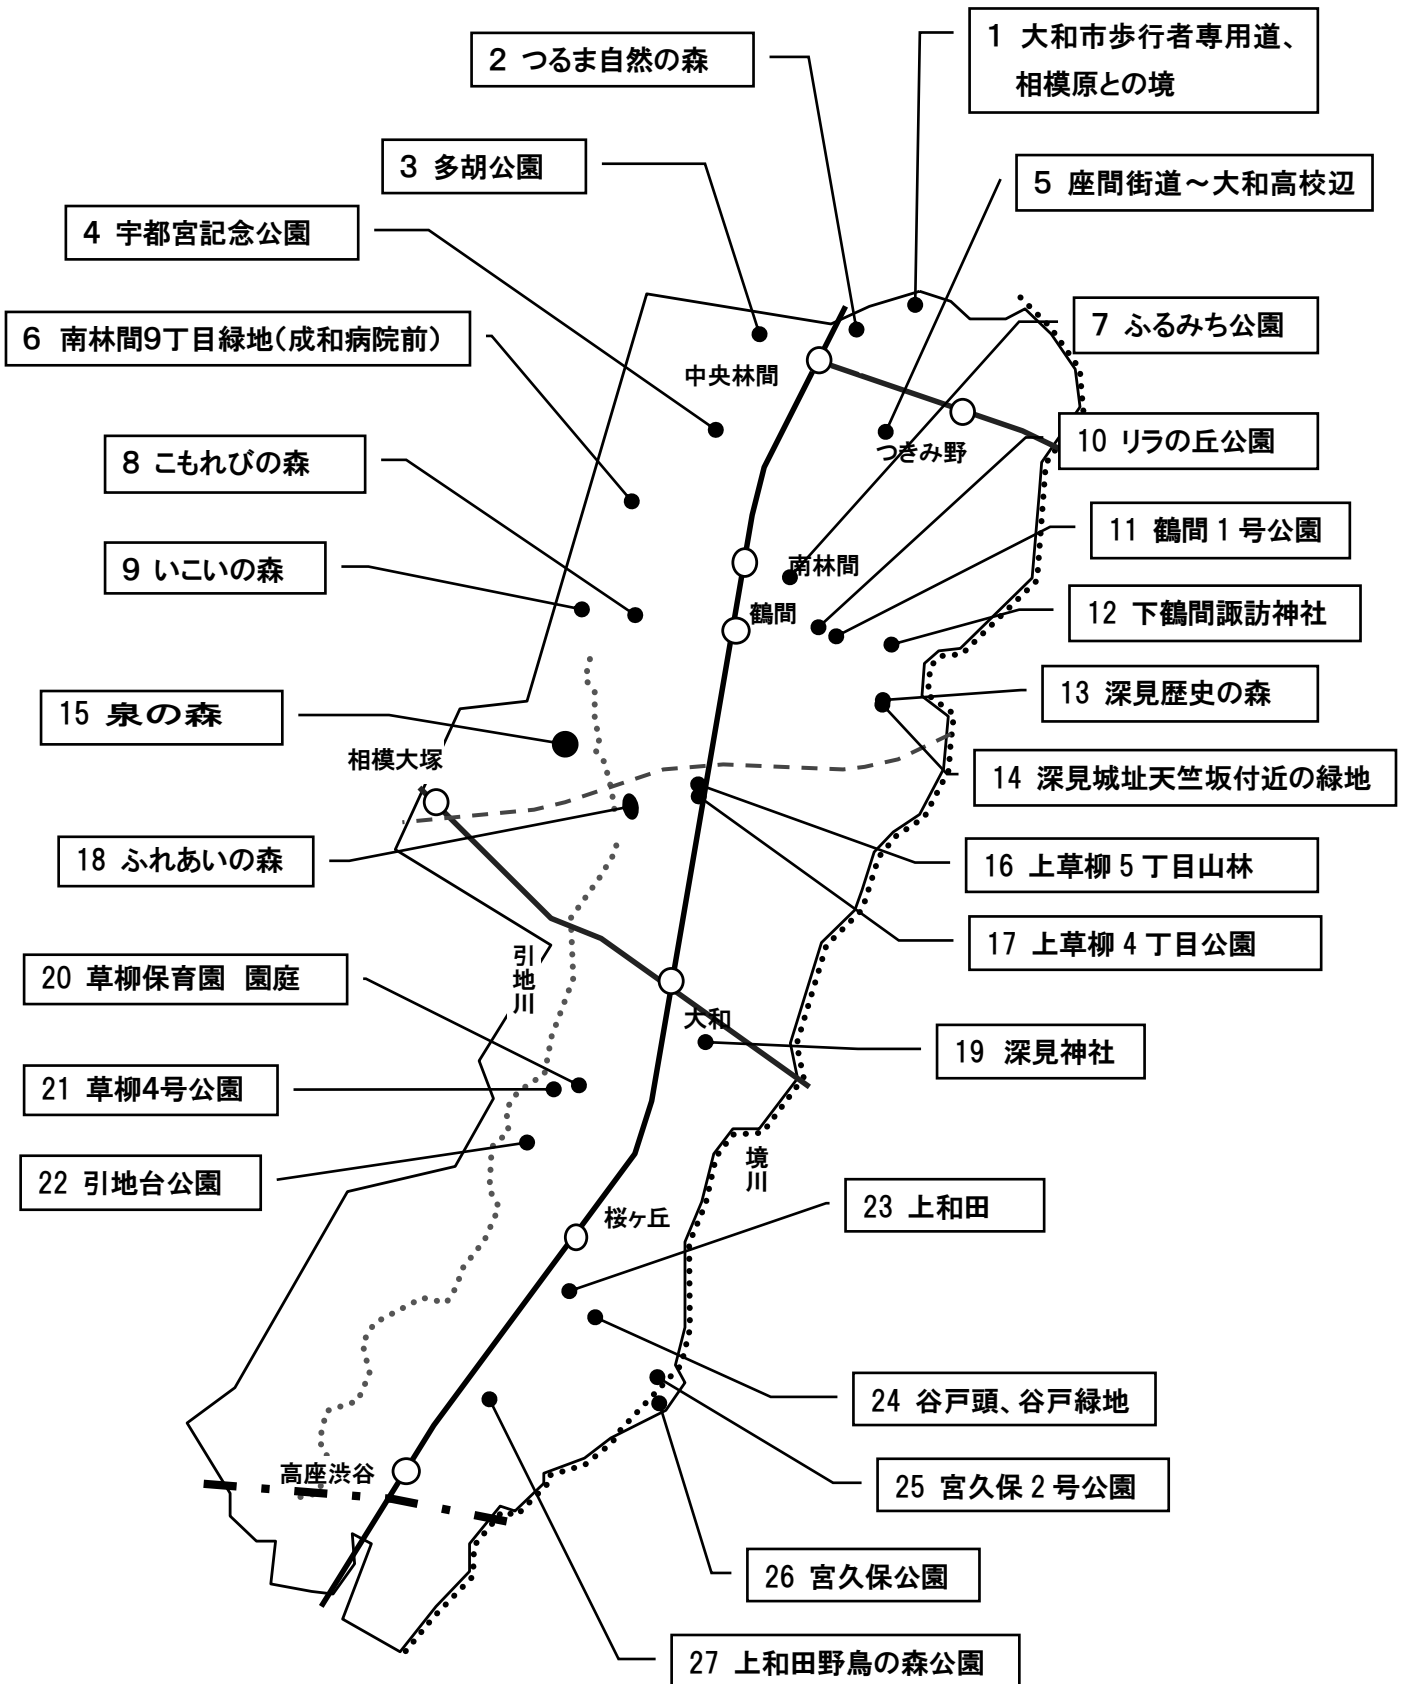 1 大和市歩行者専用道、
相模原との境
2 つるま自然の森
3 多胡公園
5 座間街道~大和高校辺
4 宇都宮記念公園
6 南林間9丁目緑地(成和病院前)
7 ふるみち公園
中央林間
つきみ野
8 こもれびの森
10 リラの丘公園
11 鶴間1号公園
9 いこいの森
南林間
鶴間
12 下鶴間諏訪神社
13 深見歴史の森
15 泉の森
相模大塚
14 深見城址天竺坂付近の緑地
18 ふれあいの森
16 上草柳5丁目山林
17 上草柳4丁目公園
引地川
20 草柳保育園 園庭
大和
19 深見神社
21 草柳4号公園
22 引地台公園
境川
23 上和田
桜ヶ丘
24 谷戸頭、谷戸緑地
高座渋谷
25 宮久保2号公園
26 宮久保公園
27 上和田野鳥の森公園